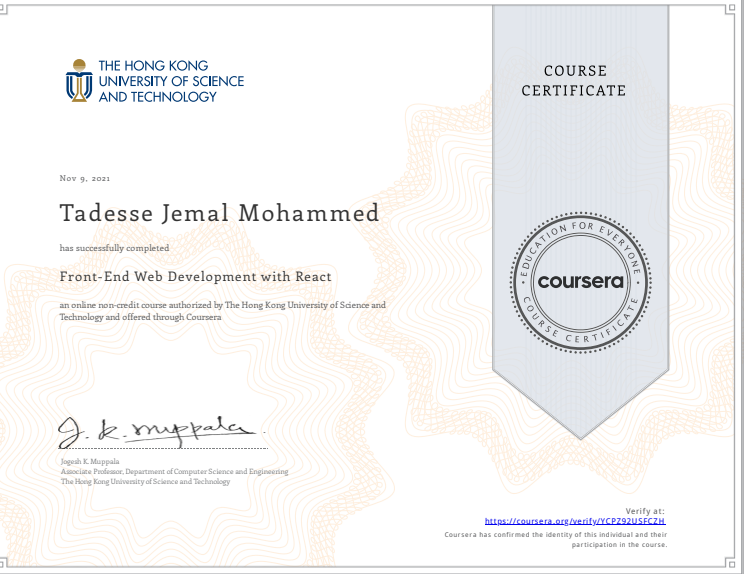 THE HONG KONG
UNIVERSITY OF SCIENCE
AND TECHNOLOGY
COURSE
CERTIFICATE
Nov 9, 2021
Tadesse Jemal Mohammed
has successfully completed
Front-End Web Development with React
an online non-credit course authorized by The Hong Kong University of Science and
Technology and offered through Coursera
EDUCATION FOR EVERYONE
coursera
COURSE CERTIFICATE
J. K. Muppala
Jogesh K. Muppala
Associate Professor, Department of Computer Science and Engineering
The Hong Kong University of Science and Technology
Verify at:
https://coursera.org/verify/YCPZ92USFCZH
Coursera has confirmed the identity of this individual and their
participation in the course.